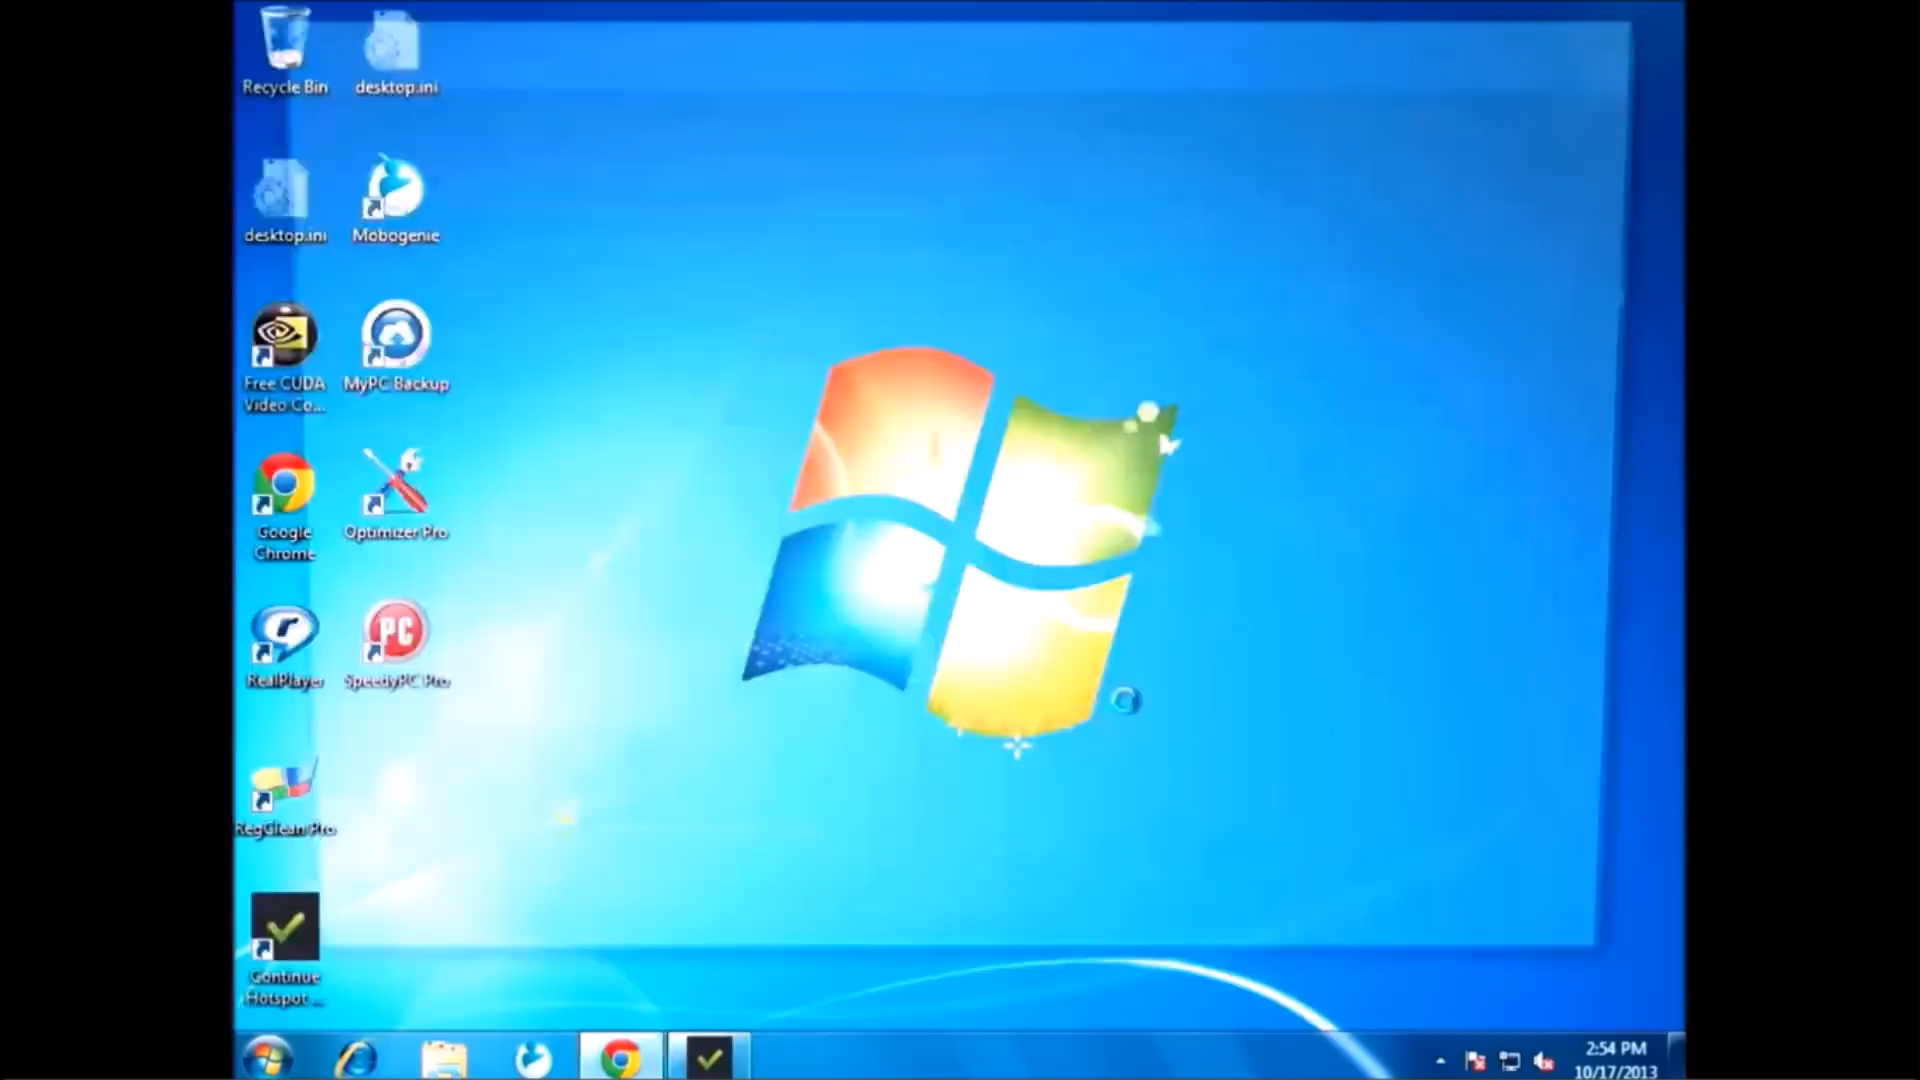 Recycle Bin
desktop.ini
desktop.ini
Mobogenie
Free CUDA
Video Co...
MyPC Backup
Google
Chrome
Optimizer Pro
RealPlayer
PC
SpeedyPC Pro
RegClean Pro
Continue
Hotspot ...
2:54 PM
10/17/2013